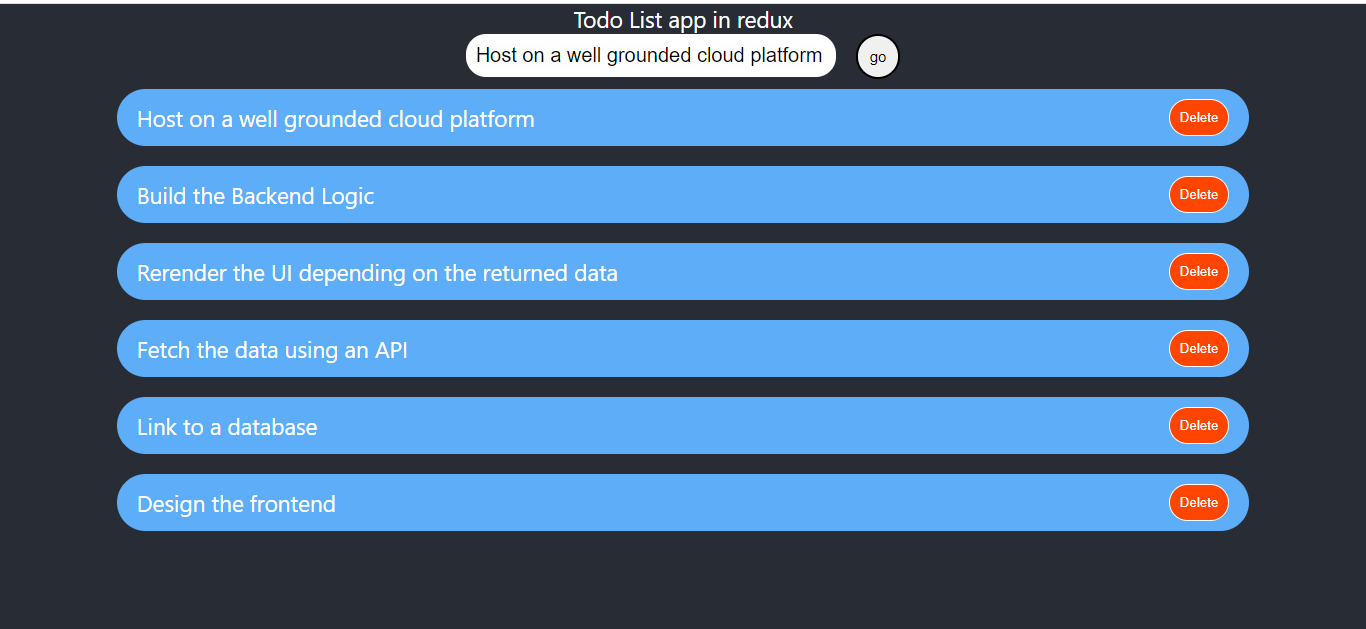 Todo List app in redux
Host on a well grounded cloud platform go
Host on a well grounded cloud platform Delete
Build the Backend Logic Delete
Rerender the UI depending on the returned data Delete
Fetch the data using an API Delete
Link to a database Delete
Design the frontend Delete